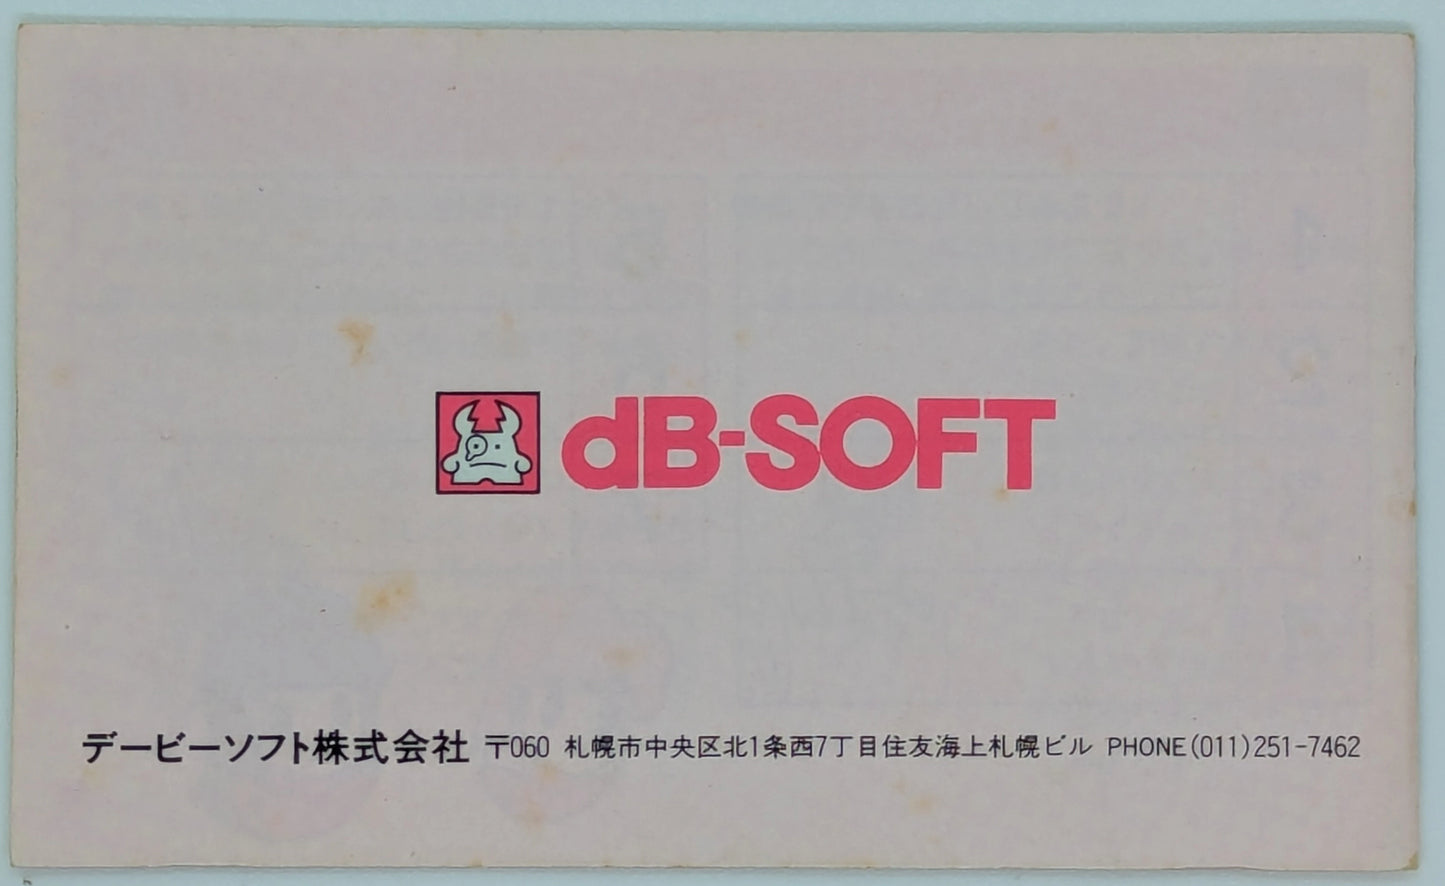 dB-SOFT
デービーソフト株式会社 〒060 札幌市中央区北1条西7丁目住友海上札幌ビル PHONE(011)251-7462